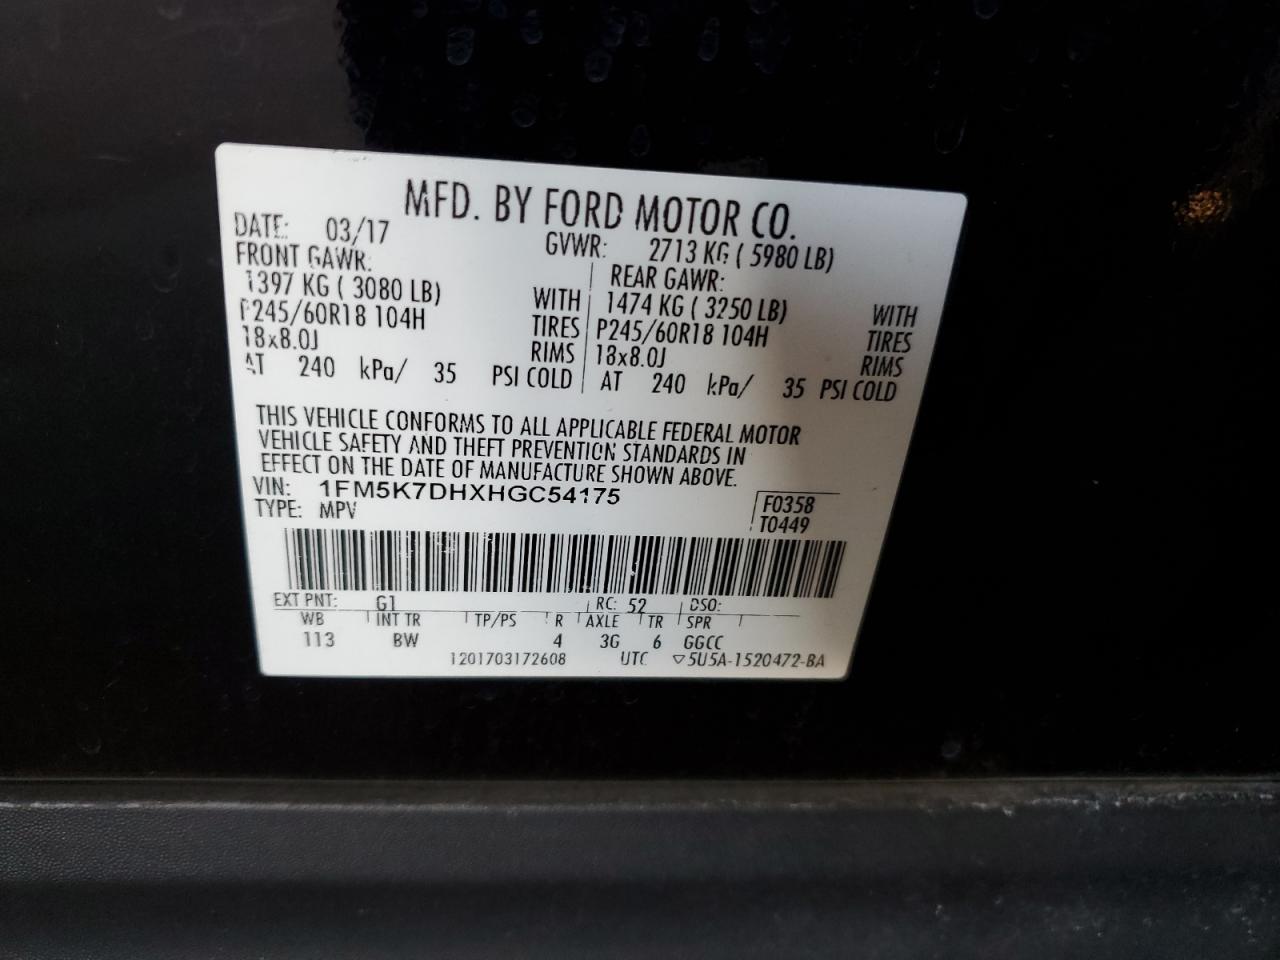 MFD. BY FORD MOTOR CO.
DATE: 03/17 GVWR: 2713 KG ( 5980 LB)
FRONT GAWR: REAR GAWR:
1397 KG ( 3080 LB) WITH 1474 KG ( 3250 LB) WITH
P245/60R18 104H TIRES P245/60R18 104H TIRES
18x8.0J RIMS 18x8.0J RIMS
AT 240 kPa/ 35 PSI COLD AT 240 kPa/ 35 PSI COLD
THIS VEHICLE CONFORMS TO ALL APPLICABLE FEDERAL MOTOR
VEHICLE SAFETY AND THEFT PREVENTION STANDARDS IN
EFFECT ON THE DATE OF MANUFACTURE SHOWN ABOVE.
VIN: 1FM5K7DHXHGC54175
TYPE: MPV
F0358
T0449
EXT PNT: G1 RC: 52 DSO:
WB INT TR TP/PS R AXLE TR SPR
113 BW 4 3G 6 GGCC
1201703172608 UTC ▽5U5A-1520472-BA